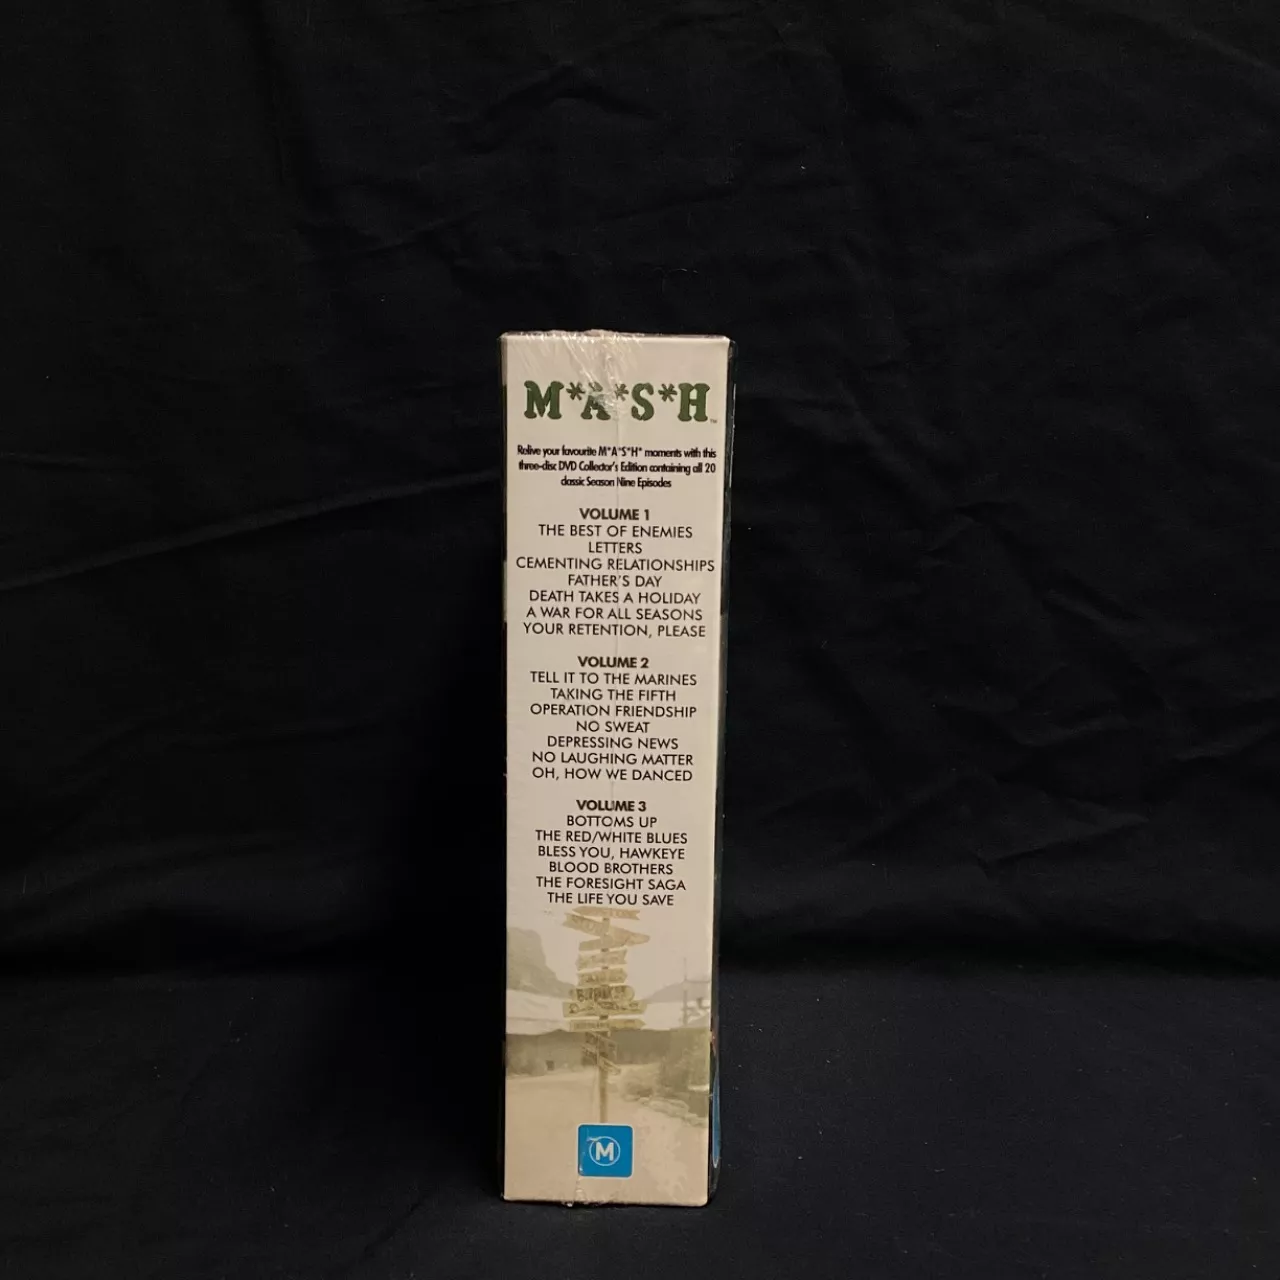 M*A*S*H™
Relive your favourite M*A*S*H* moments with this
three-disc DVD Collector's Edition containing all 20
classic Season Nine Episodes
VOLUME 1
THE BEST OF ENEMIES
LETTERS
CEMENTING RELATIONSHIPS
FATHER'S DAY
DEATH TAKES A HOLIDAY
A WAR FOR ALL SEASONS
YOUR RETENTION, PLEASE
VOLUME 2
TELL IT TO THE MARINES
TAKING THE FIFTH
OPERATION FRIENDSHIP
NO SWEAT
DEPRESSING NEWS
NO LAUGHING MATTER
OH, HOW WE DANCED
VOLUME 3
BOTTOMS UP
THE RED/WHITE BLUES
BLESS YOU, HAWKEYE
BLOOD BROTHERS
THE FORESIGHT SAGA
THE LIFE YOU SAVE
M